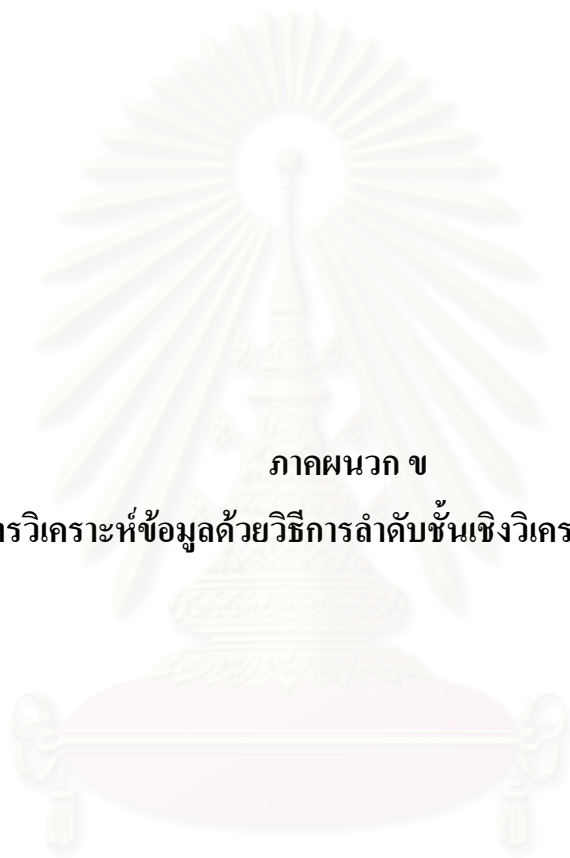 ภาคผนวก ข
รวิเคราะห์ข้อมูลด้วยวิธีการลำดับชั้นเชิงวิเคร